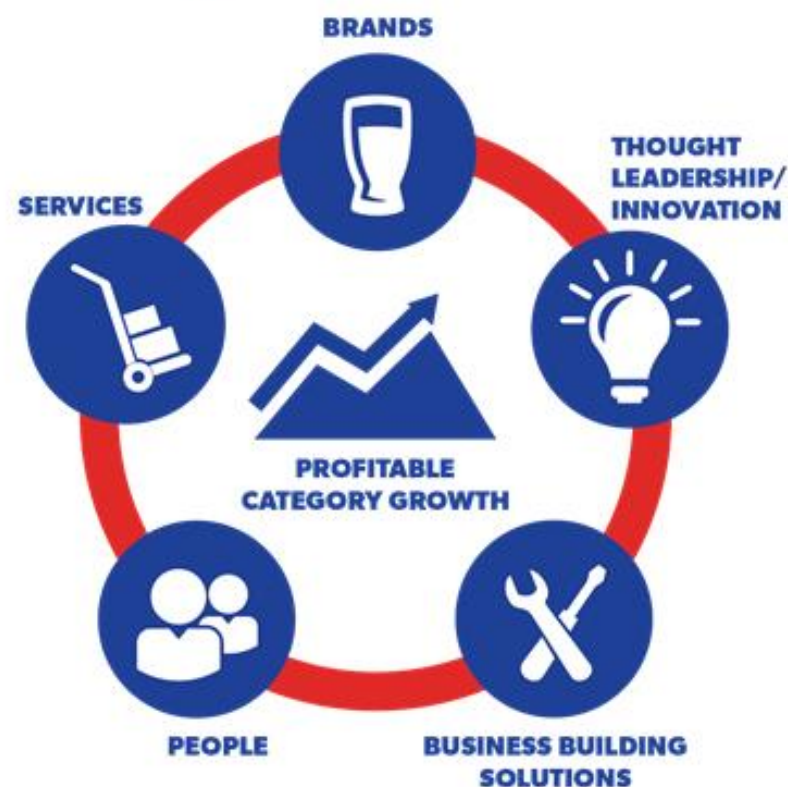 BRANDS
THOUGHT
LEADERSHIP/
INNOVATION
SERVICES
PROFITABLE
CATEGORY GROWTH
PEOPLE
BUSINESS BUILDING
SOLUTIONS